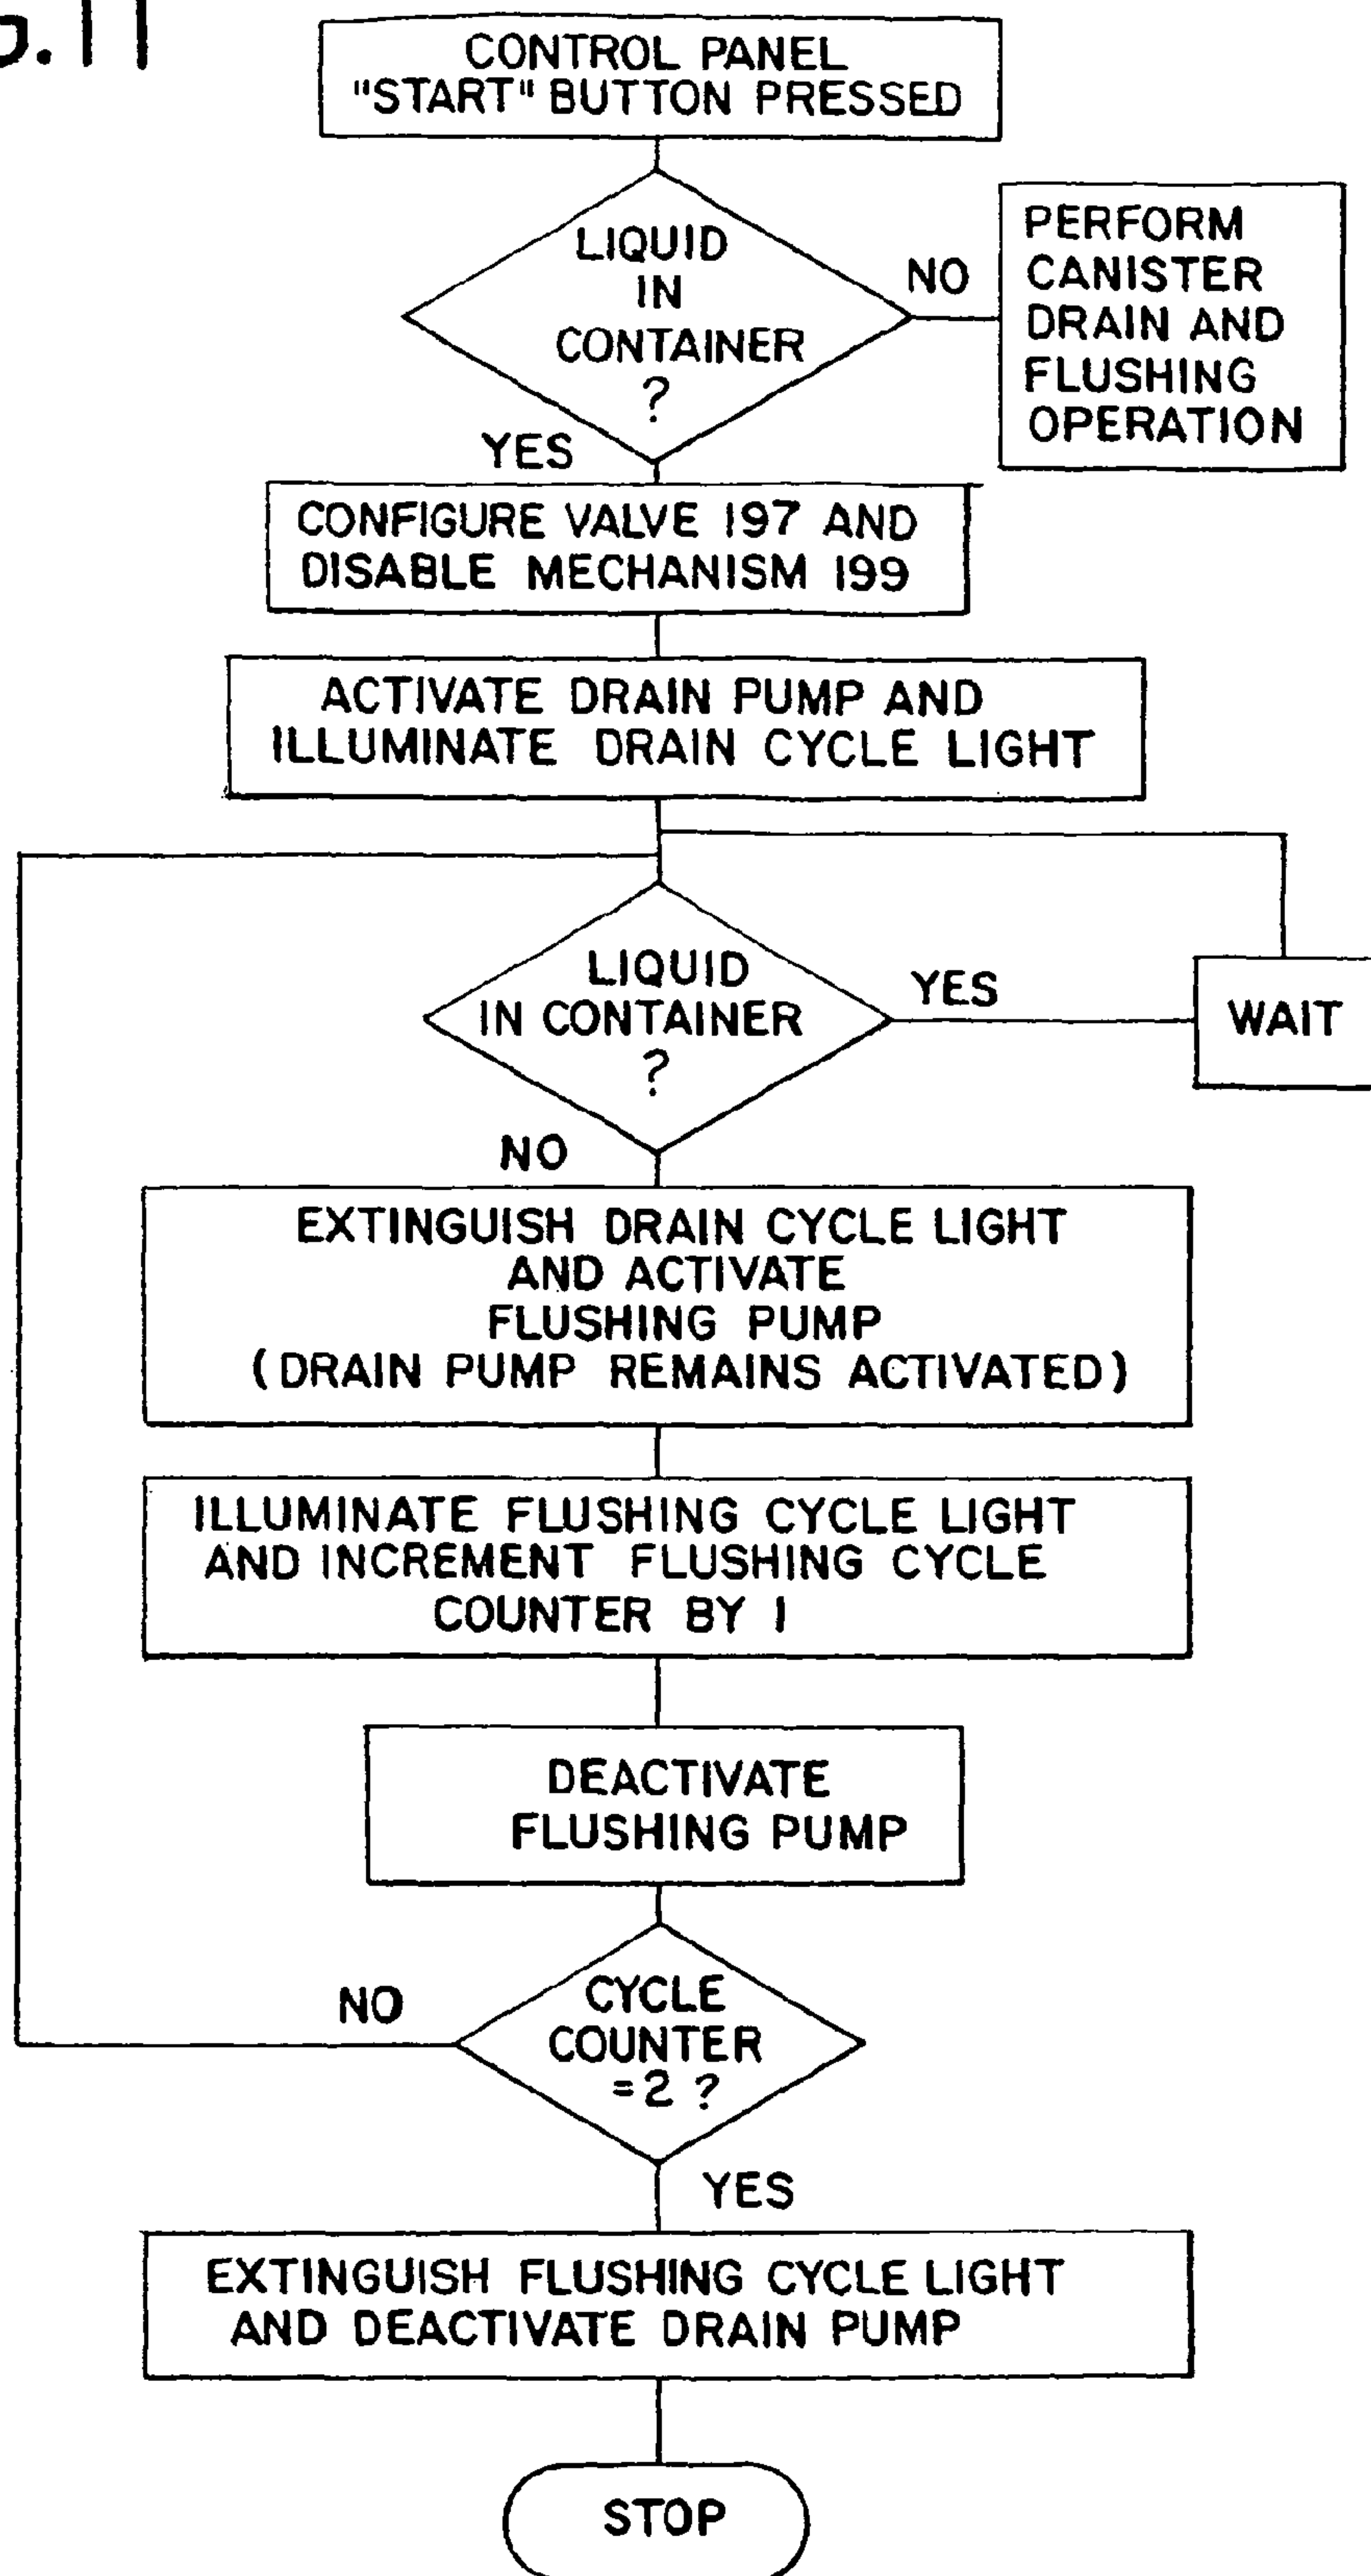 G.11
CONTROL PANEL
"START" BUTTON PRESSED
LIQUID
IN
CONTAINER
?
NO
PERFORM
CANISTER
DRAIN AND
FLUSHING
OPERATION
YES
CONFIGURE VALVE 197 AND
DISABLE MECHANISM 199
ACTIVATE DRAIN PUMP AND
ILLUMINATE DRAIN CYCLE LIGHT
LIQUID
IN CONTAINER
?
YES
WAIT
NO
EXTINGUISH DRAIN CYCLE LIGHT
AND ACTIVATE
FLUSHING PUMP
(DRAIN PUMP REMAINS ACTIVATED)
ILLUMINATE FLUSHING CYCLE LIGHT
AND INCREMENT FLUSHING CYCLE
COUNTER BY 1
DEACTIVATE
FLUSHING PUMP
NO
CYCLE
COUNTER
=2 ?
YES
EXTINGUISH FLUSHING CYCLE LIGHT
AND DEACTIVATE DRAIN PUMP
STOP